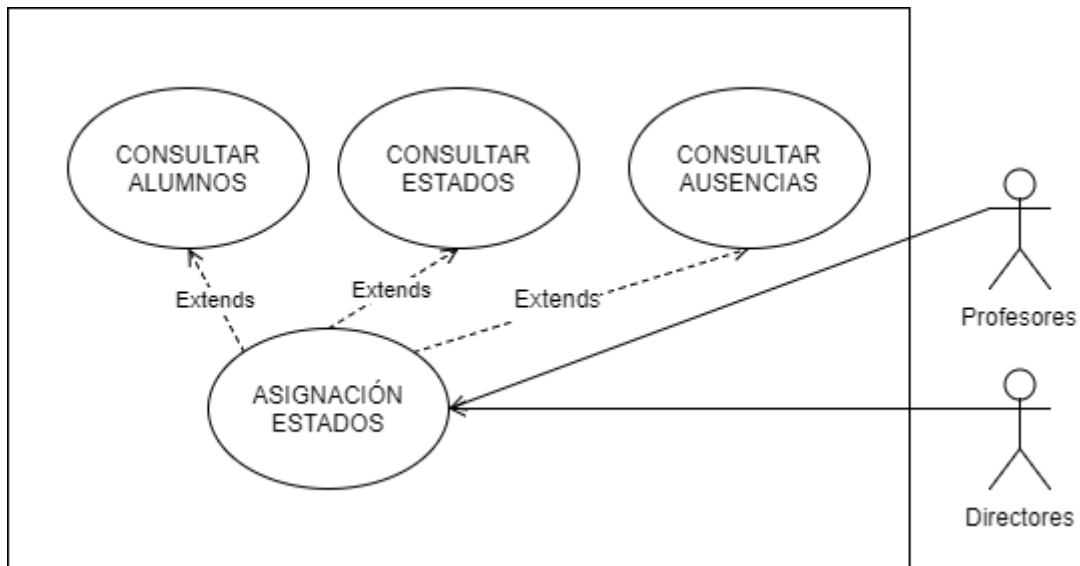 CONSULTAR
ALUMNOS
CONSULTAR
ESTADOS
CONSULTAR
AUSENCIAS
Extends
Extends
Extends
Profesores
ASIGNACIÓN
ESTADOS
Directores